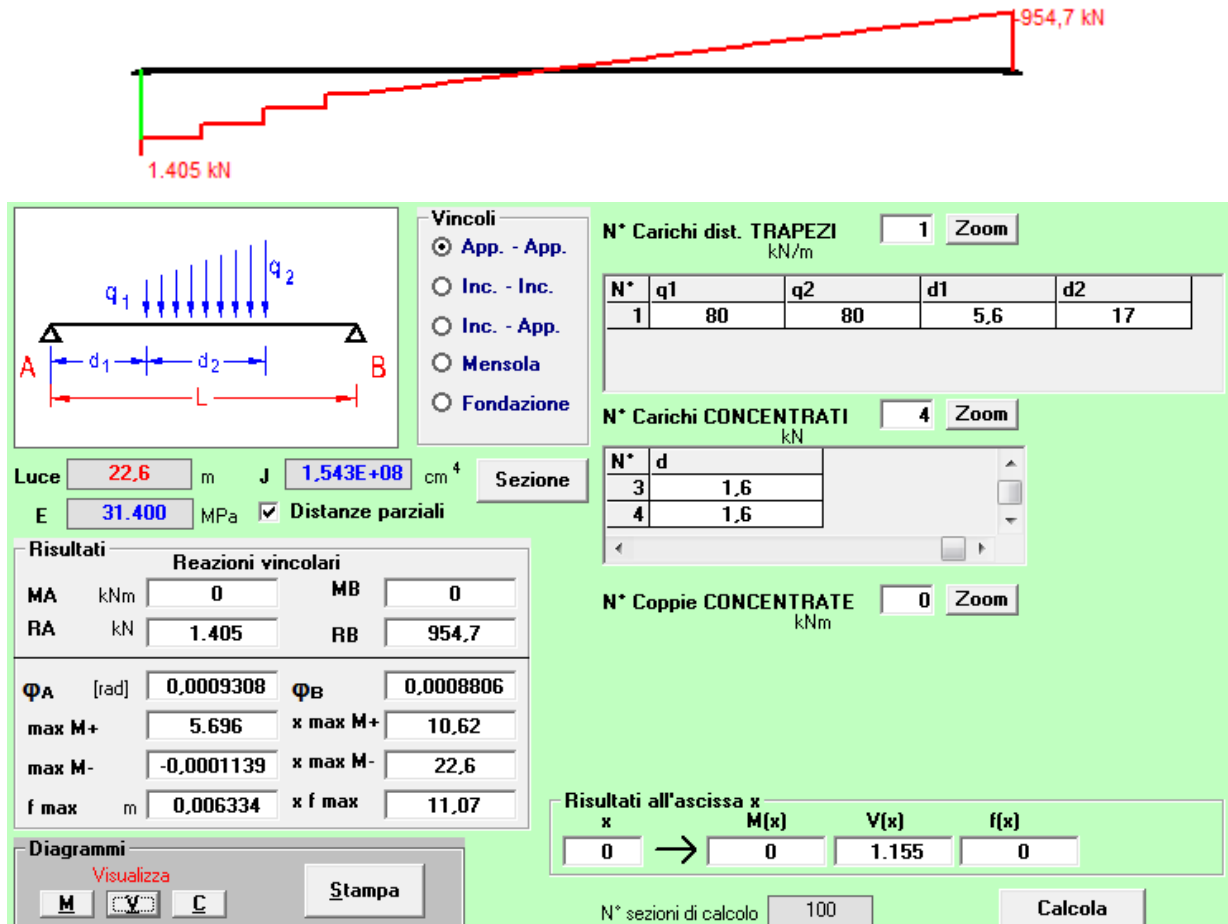 -954,7 kN
1.405 kN
q1 q2
A d1 d2 B
L
Vincoli
App. - App.
Inc. - Inc.
Inc. - App.
Mensola
Fondazione
N° Carichi dist. TRAPEZI 1 Zoom
kN/m
N° q1 q2 d1 d2
1 80 80 5,6 17
N° Carichi CONCENTRATI 4 Zoom
kN
N° d
3 1,6
4 1,6
N° Coppie CONCENTRATE 0 Zoom
kNm
Luce 22,6 m J 1,543E+08 cm 4 Sezione
E 31.400 MPa Distanze parziali
Risultati
Reazioni vincolari
MA kNm 0 MB 0
RA kN 1.405 RB 954,7
φA [rad] 0,0009308 φB 0,0008806
max M+ 5.696 x max M+ 10,62
max M- -0,0001139 x max M- 22,6
f max m 0,006334 x f max 11,07
Risultati all'ascissa x
x M(x) V(x) f(x)
0 0 1.155 0
Diagrammi
Visualizza
M V C Stampa
N° sezioni di calcolo 100 Calcola